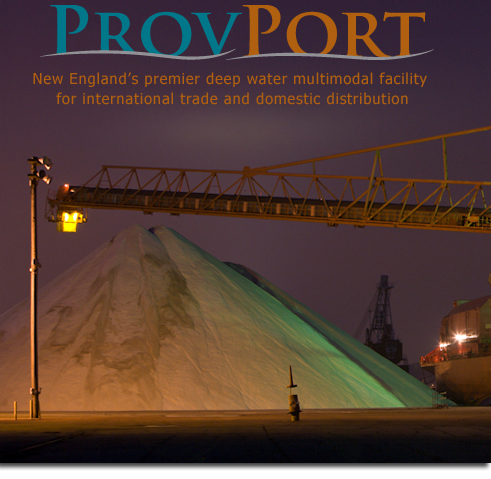 PROVPORT
New England's premier deep water multimodal facility
for international trade and domestic distribution